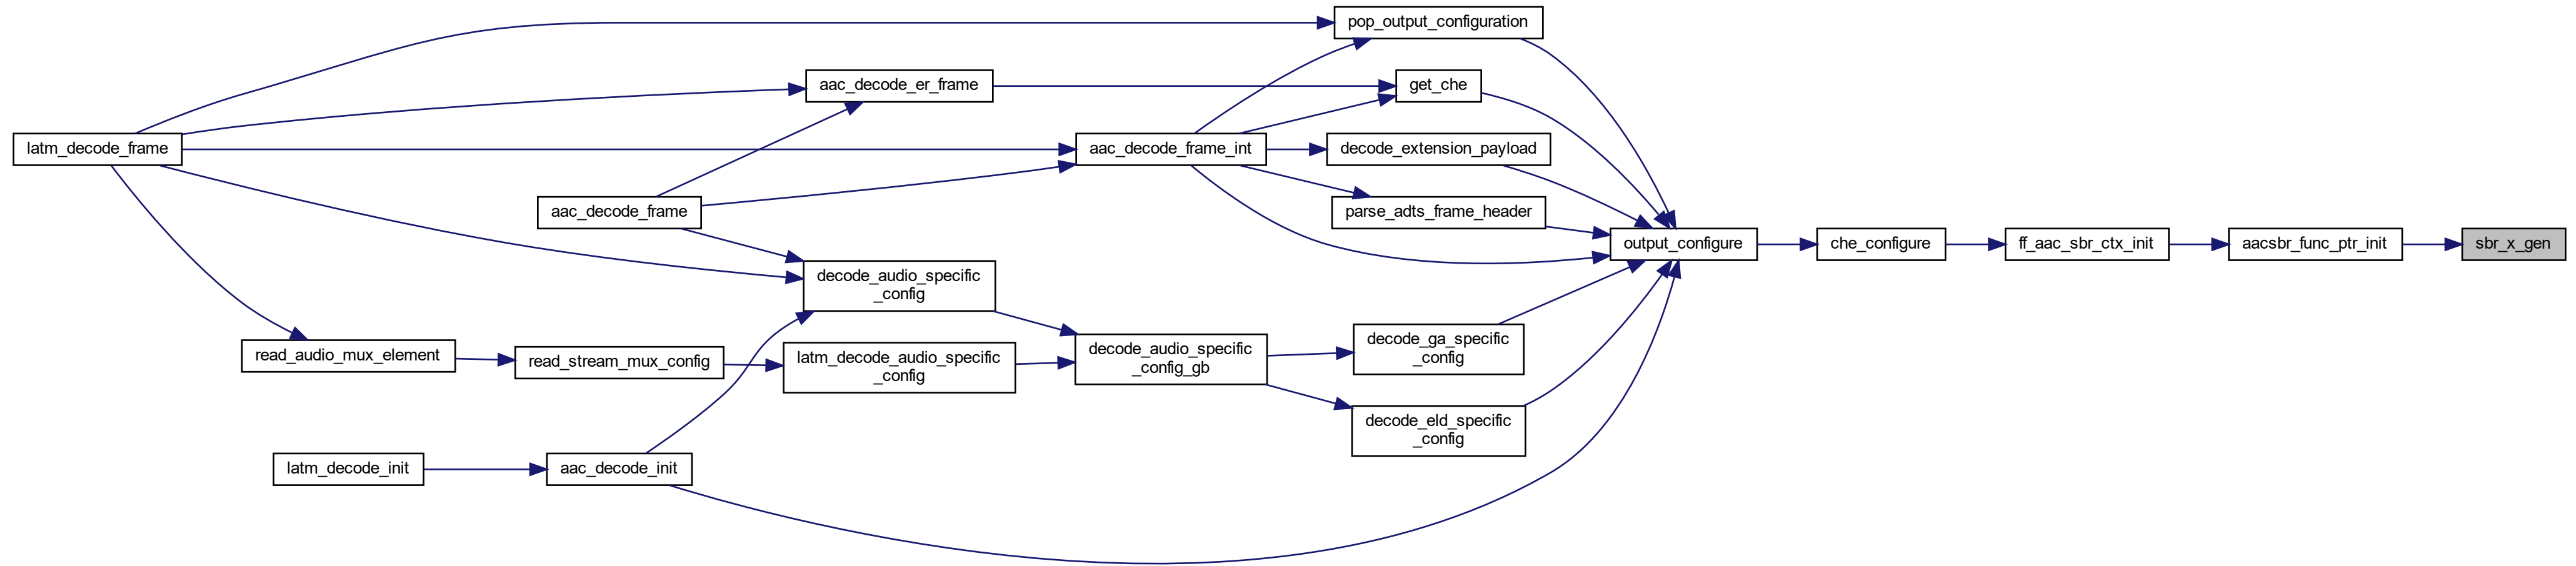 pop_output_configuration
aac_decode_er_frame
get_che
latm_decode_frame
aac_decode_frame_int
decode_extension_payload
aac_decode_frame
parse_adts_frame_header
output_configure
che_configure
ff_aac_sbr_ctx_init
aacsbr_func_ptr_init
sbr_x_gen
decode_audio_specific
_config
read_audio_mux_element
read_stream_mux_config
latm_decode_audio_specific
_config
decode_audio_specific
_config_gb
decode_ga_specific
_config
decode_eld_specific
_config
latm_decode_init
aac_decode_init